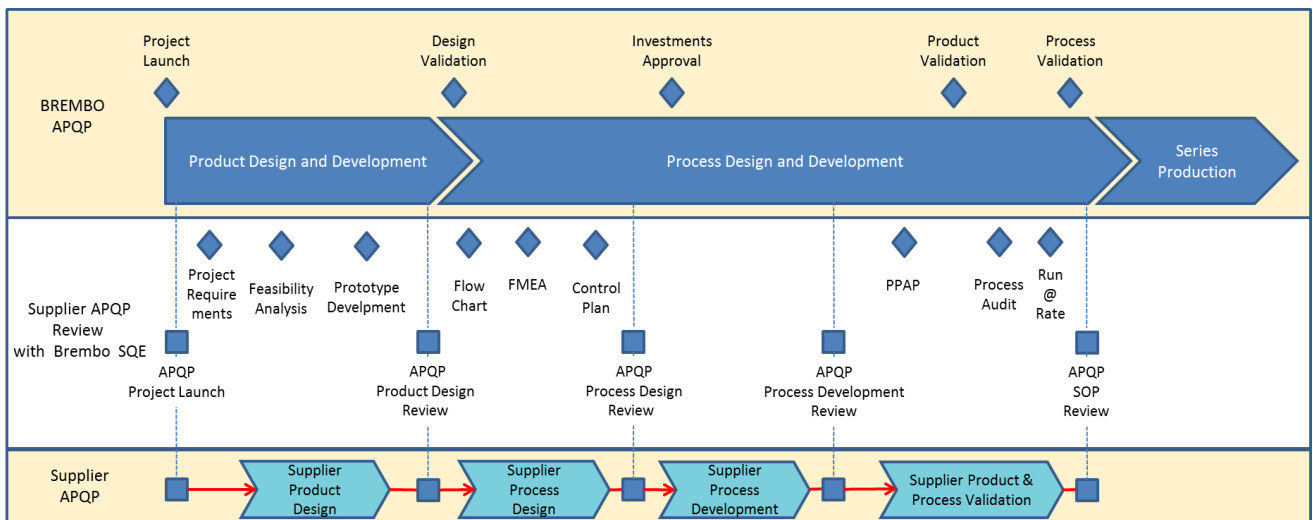 Project
Launch
Design
Validation
Investments
Approval
Product
Validation
Process
Validation
BREMBO
APQP
Product Design and Development
Process Design and Development
Series
Production
Supplier APQP
Review
with Brembo SQE
Project
Require
ments
Feasibility
Analysis
Prototype
Develpment
Flow
Chart
FMEA
Control
Plan
PPAP
Process
Audit
Run
@
Rate
APQP
Project Launch
APQP
Product Design
Review
APQP
Process Design
Review
APQP
Process Development
Review
APQP
SOP
Review
Supplier
APQP
Supplier
Product
Design
Supplier
Process
Design
Supplier
Process
Development
Supplier Product &
Process Validation